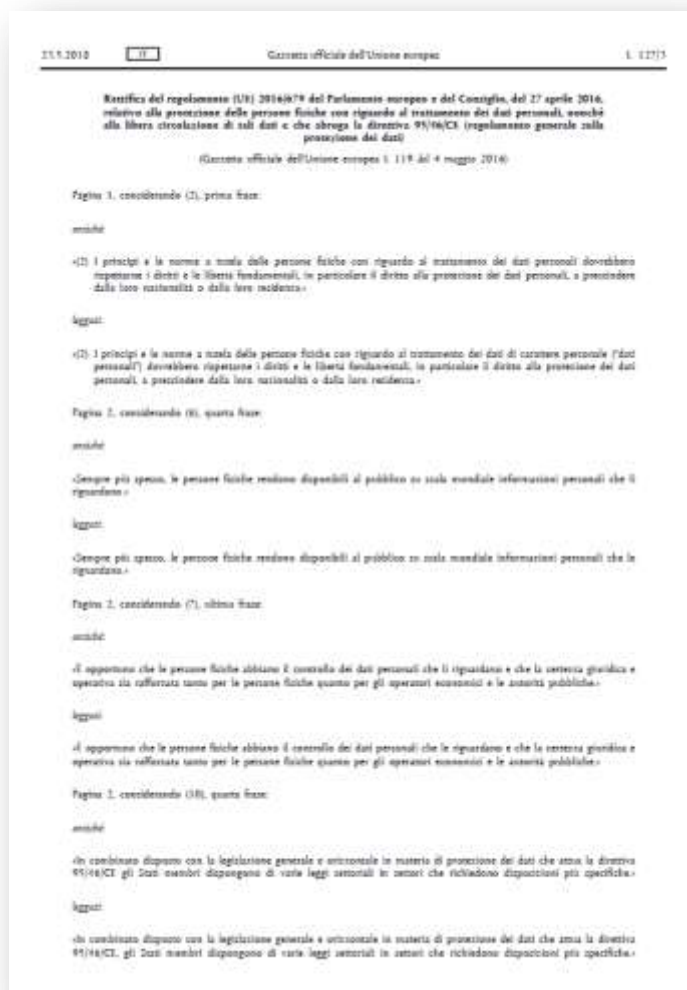 23.5.2018 IT Gazzetta ufficiale dell'Unione europea L 127/3
Rettifica del regolamento (UE) 2016/679 del Parlamento europeo e del Consiglio, del 27 aprile 2016,
relativo alla protezione delle persone fisiche con riguardo al trattamento dei dati personali, nonché
alla libera circolazione di tali dati e che abroga la direttiva 95/46/CE (regolamento generale sulla
protezione dei dati)
(Gazzetta ufficiale dell'Unione europea L 119 del 4 maggio 2016)
Pagina 1, considerando (2), prima frase:
anziché:
«(2) I principi e le norme a tutela delle persone fisiche con riguardo al trattamento dei dati personali dovrebbero
rispettarne i diritti e le libertà fondamentali, in particolare il diritto alla protezione dei dati personali, a prescindere
dalla loro nazionalità o dalla loro residenza.»
leggasi:
«(2) I principi e le norme a tutela delle persone fisiche con riguardo al trattamento dei dati di carattere personale ("dati
personali") dovrebbero rispettarne i diritti e le libertà fondamentali, in particolare il diritto alla protezione dei dati
personali, a prescindere dalla loro nazionalità o dalla loro residenza.»
Pagina 2, considerando (6), quarta frase:
anziché:
«Sempre più spesso, le persone fisiche rendono disponibili al pubblico su scala mondiale informazioni personali che li
riguardano.»
leggasi:
«Sempre più spesso, le persone fisiche rendono disponibili al pubblico su scala mondiale informazioni personali che le
riguardano.»
Pagina 2, considerando (7), ultima frase:
anziché:
«È opportuno che le persone fisiche abbiano il controllo dei dati personali che li riguardano e che la certezza giuridica e
operativa sia rafforzata tanto per le persone fisiche quanto per gli operatori economici e le autorità pubbliche.»
leggasi:
«È opportuno che le persone fisiche abbiano il controllo dei dati personali che le riguardano e che la certezza giuridica e
operativa sia rafforzata tanto per le persone fisiche quanto per gli operatori economici e le autorità pubbliche.»
Pagina 2, considerando (10), quarta frase:
anziché:
«In combinato disposto con la legislazione generale e orizzontale in materia di protezione dei dati che attua la direttiva
95/46/CE gli Stati membri dispongono di varie leggi settoriali in settori che richiedono disposizioni più specifiche.»
leggasi:
«In combinato disposto con la legislazione generale e orizzontale in materia di protezione dei dati che attua la direttiva
95/46/CE, gli Stati membri dispongono di varie leggi settoriali in settori che richiedono disposizioni più specifiche.»